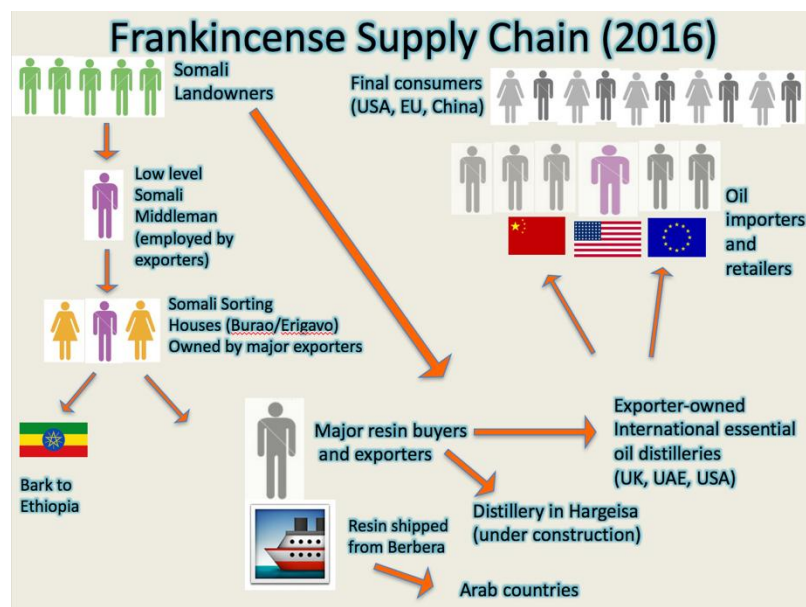 Frankincense Supply Chain (2016)
Somali
Landowners
Final consumers
(USA, EU, China)
Low level
Somali
Middleman
(employed by
exporters)
Oil
importers
and
retailers
Somali Sorting
Houses (Burao/Erigavo)
Owned by major exporters
Bark to
Ethiopia
Major resin buyers
and exporters
Exporter-owned
International essential
oil distilleries
(UK, UAE, USA)
Distillery in Hargeisa
(under construction)
Resin shipped
from Berbera
Arab countries